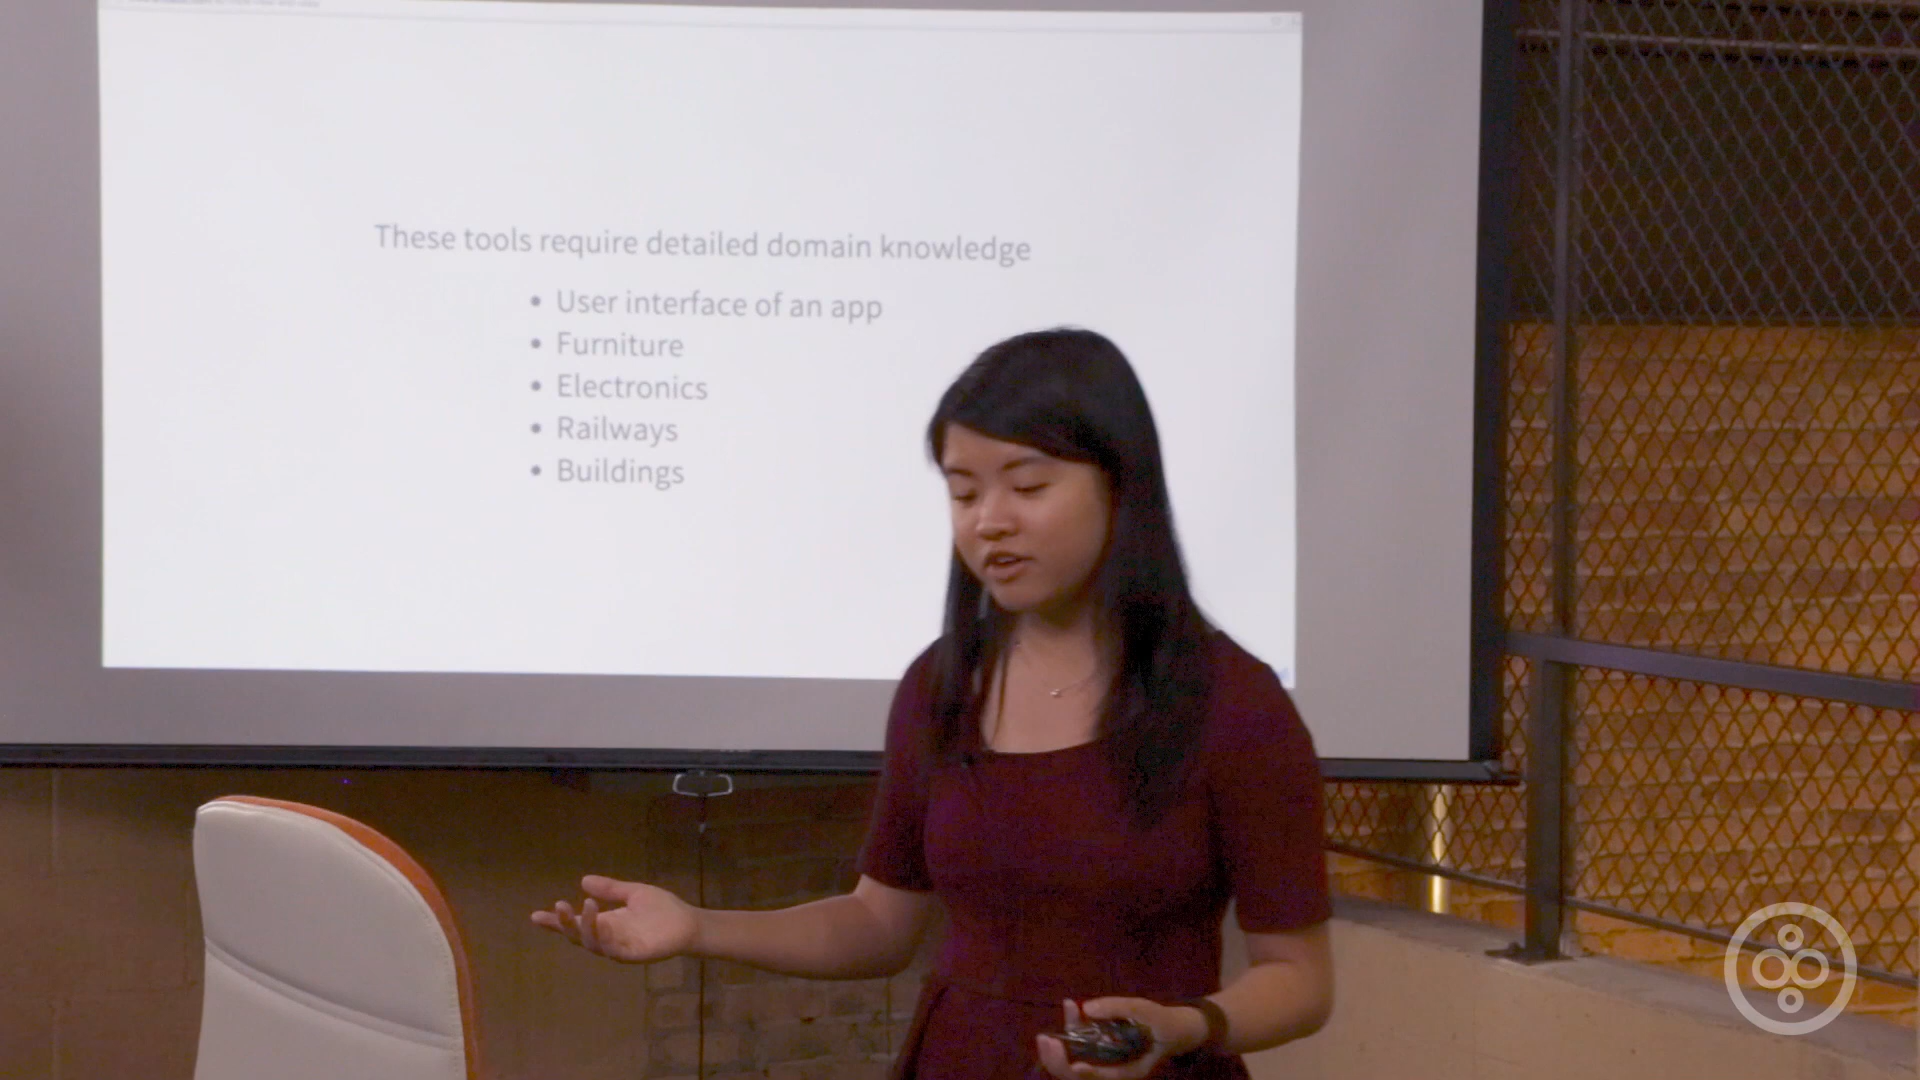 These tools require detailed domain knowledge
• User interface of an app
• Furniture
• Electronics
• Railways
• Buildings